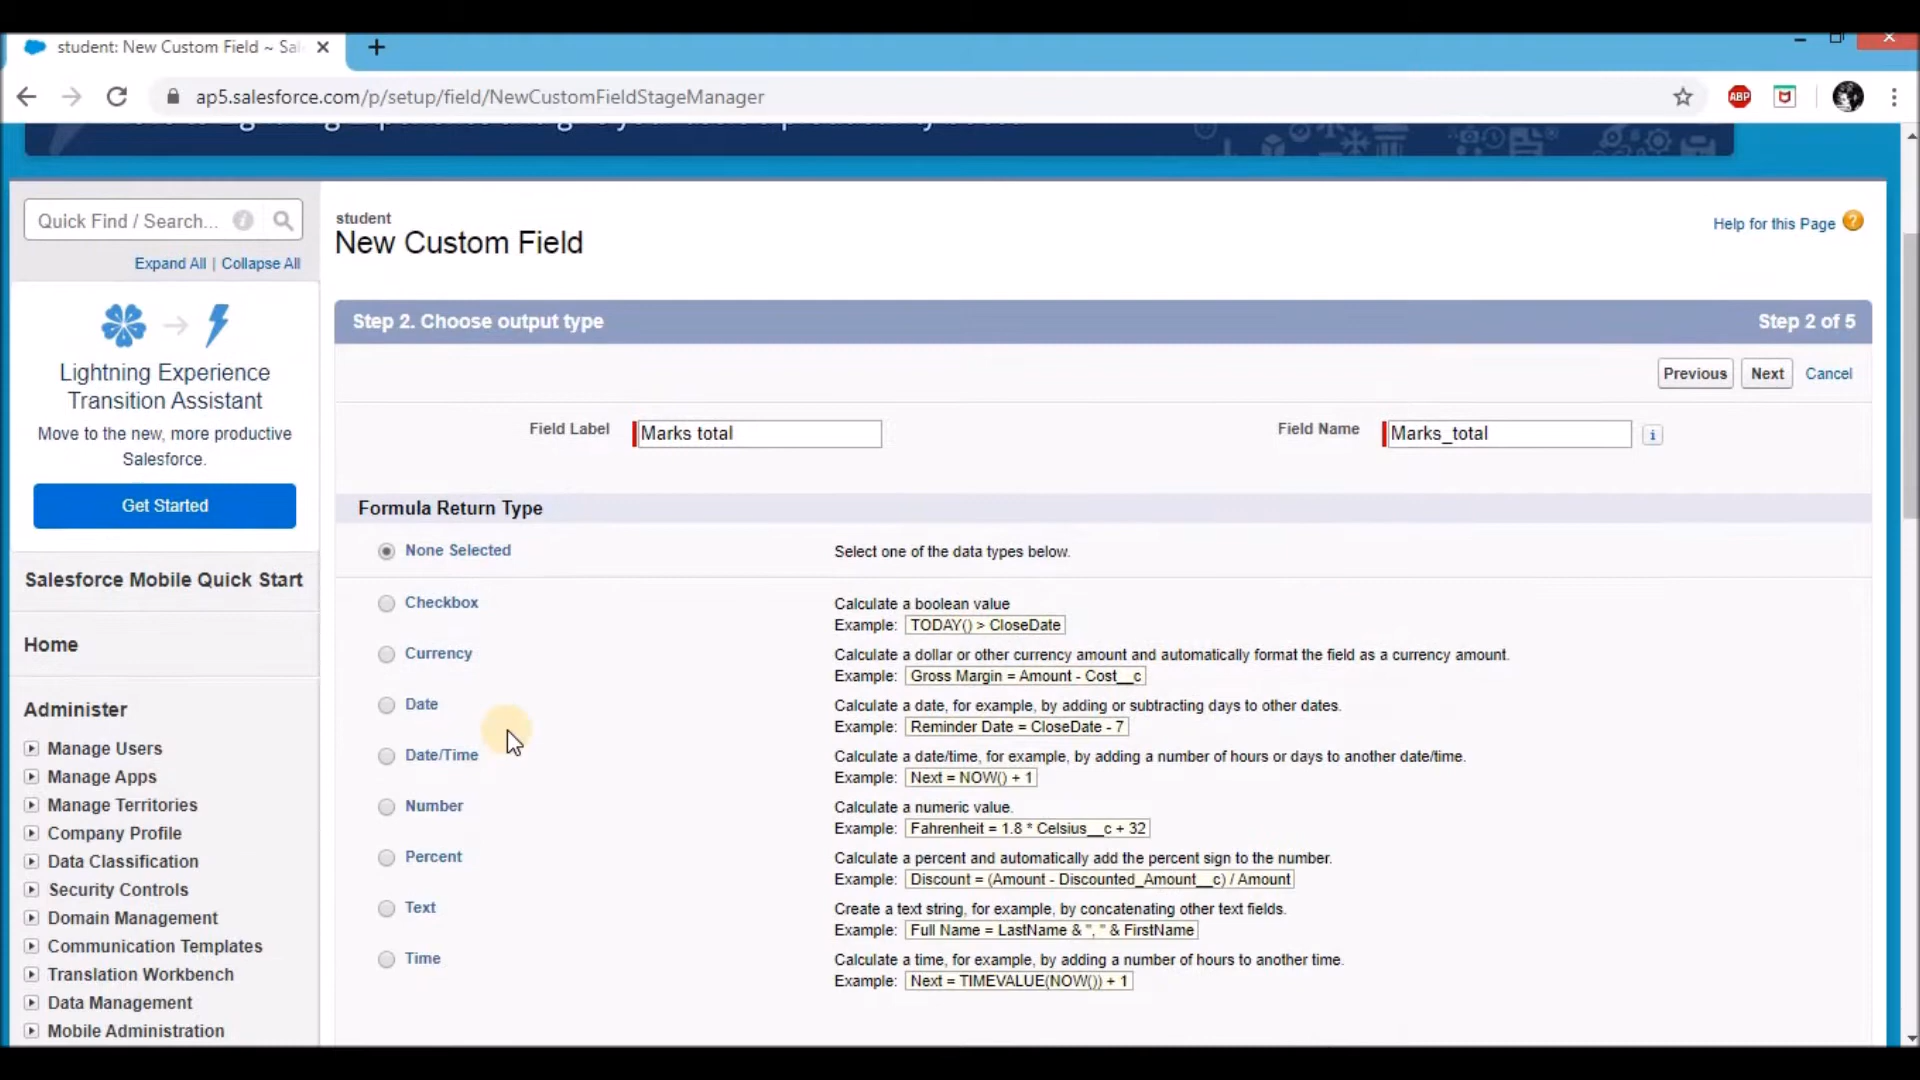 student: New Custom Field ~ Sal
ap5.salesforce.com/p/setup/field/NewCustomFieldStageManager
ABP
Quick Find / Search...
Expand All | Collapse All
Lightning Experience
Transition Assistant
Move to the new, more productive
Salesforce.
Get Started
Salesforce Mobile Quick Start
Home
Administer
Manage Users
Manage Apps
Manage Territories
Company Profile
Data Classification
Security Controls
Domain Management
Communication Templates
Translation Workbench
Data Management
Mobile Administration
student
New Custom Field
Help for this Page ?
Step 2. Choose output type Step 2 of 5
Previous Next Cancel
Field Label Marks total Field Name Marks_total i
Formula Return Type
None Selected Select one of the data types below.
Checkbox Calculate a boolean value
Example: TODAY() > CloseDate
Currency Calculate a dollar or other currency amount and automatically format the field as a currency amount.
Example: Gross Margin = Amount - Cost__c
Date Calculate a date, for example, by adding or subtracting days to other dates.
Example: Reminder Date = CloseDate - 7
Date/Time Calculate a date/time, for example, by adding a number of hours or days to another date/time.
Example: Next = NOW() + 1
Number Calculate a numeric value.
Example: Fahrenheit = 1.8 * Celsius__c + 32
Percent Calculate a percent and automatically add the percent sign to the number.
Example: Discount = (Amount - Discounted_Amount__c) / Amount
Text Create a text string, for example, by concatenating other text fields.
Example: Full Name = LastName & ", " & FirstName
Time Calculate a time, for example, by adding a number of hours to another time.
Example: Next = TIMEVALUE(NOW()) + 1